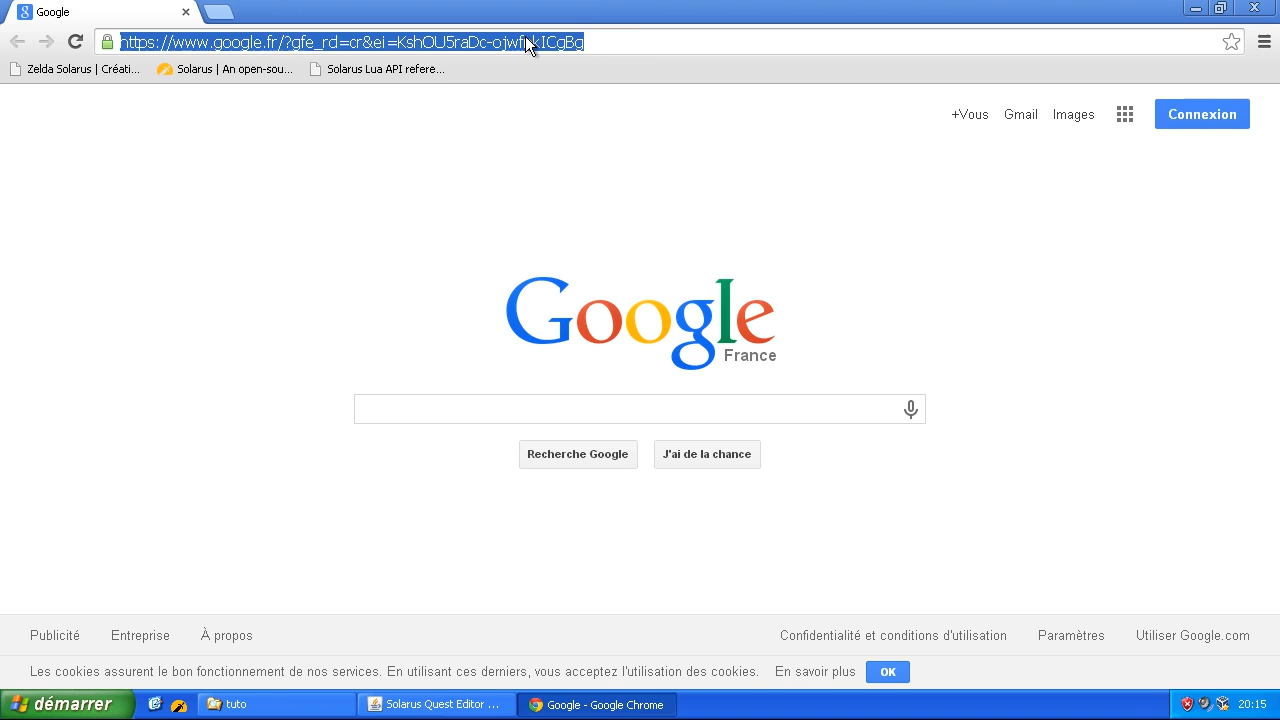 Google
https://www.google.fr/?gfe_rd=cr&ei=KshOU5raDc-ojwf
Zelda Solarus | Créati... Solarus | An open-sou... Solarus Lua API refere...
+Vous Gmail Images Connexion
Google
France
Recherche Google J'ai de la chance
Publicité Entreprise À propos Confidentialité et conditions d'utilisation Paramètres Utiliser Google.com
Les cookies assurent le bon fonctionnement de nos services. En utilisant ces derniers, vous acceptez l'utilisation des cookies. En savoir plus OK
démarrer tuto Solarus Quest Editor ... Google - Google Chrome 20:15